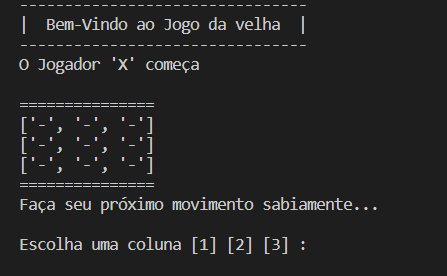 --------------------------------
|  Bem-Vindo ao Jogo da velha  |
--------------------------------
O Jogador 'X' começa
===============
['-', '-', '-']
['-', '-', '-']
['-', '-', '-']
===============
Faça seu próximo movimento sabiamente...
Escolha uma coluna [1] [2] [3] :